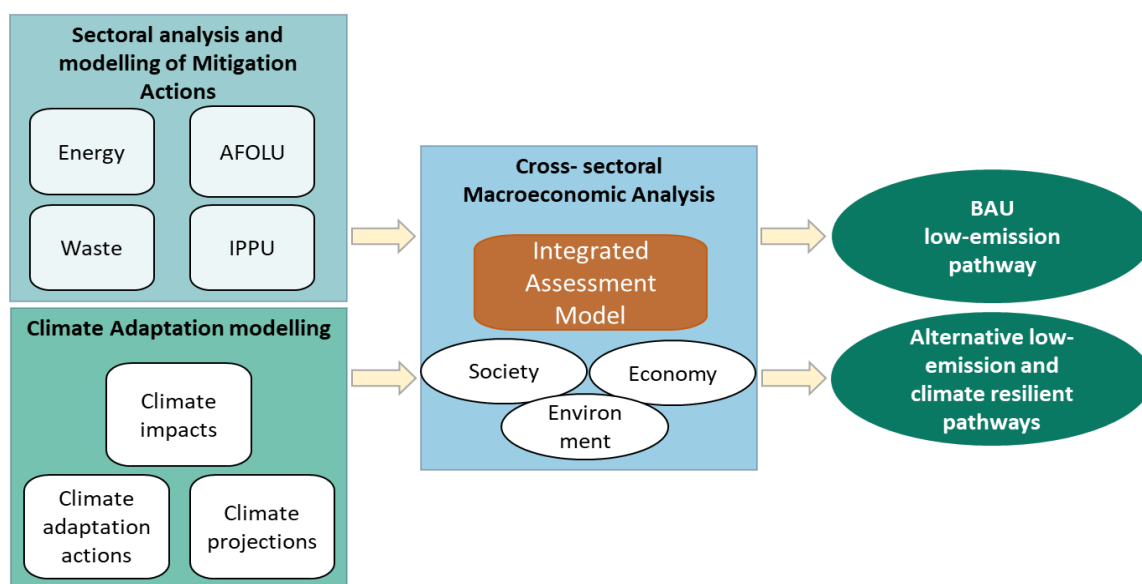 Sectoral analysis and
modelling of Mitigation
Actions
Energy
AFOLU
Waste
IPPU
Climate Adaptation modelling
Climate
impacts
Climate
adaptation
actions
Climate
projections
Cross- sectoral
Macroeconomic Analysis
Integrated
Assessment
Model
Society
Economy
Environ
ment
BAU
low-emission
pathway
Alternative low-
emission and
climate resilient
pathways